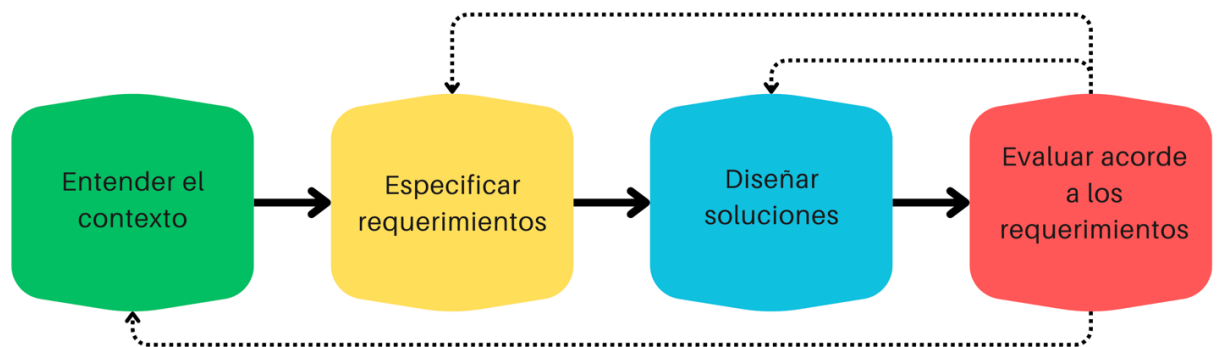 Entender el
contexto
Especificar
requerimientos
Diseñar
soluciones
Evaluar acorde
a los
requerimientos